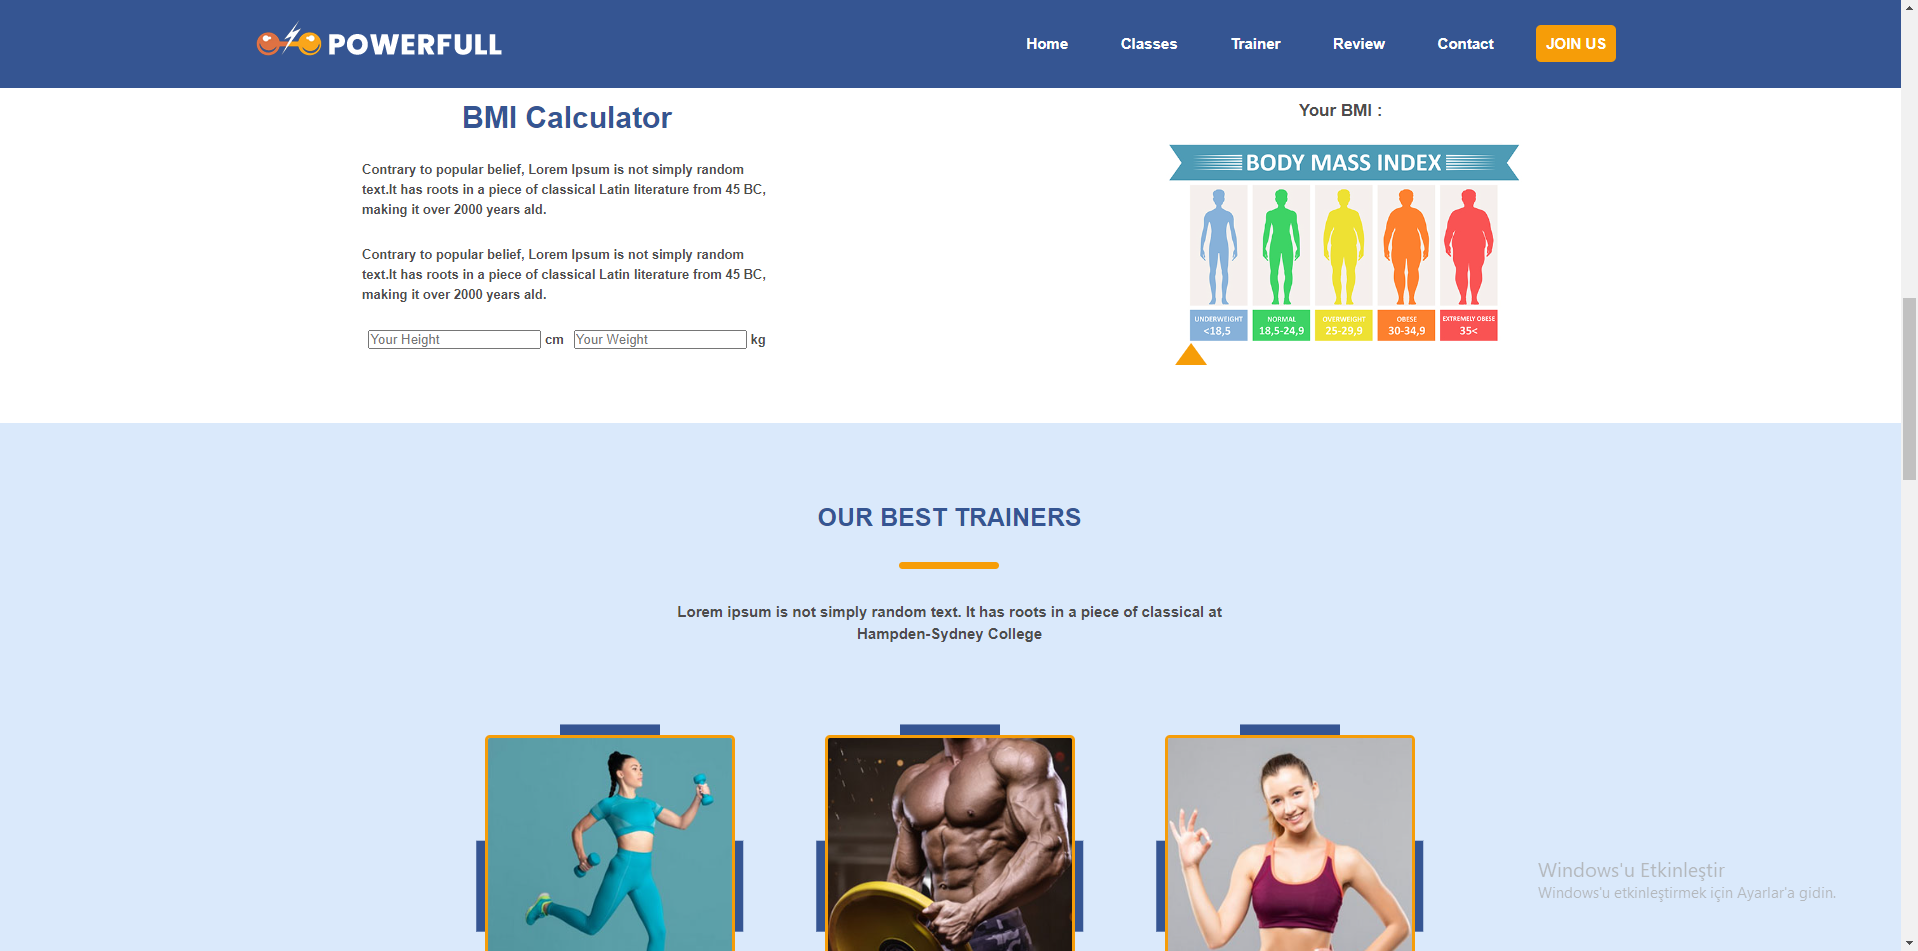 POWERFULL
Home Classes Trainer Review Contact JOIN US
BMI Calculator
Contrary to popular belief, Lorem Ipsum is not simply random
text.It has roots in a piece of classical Latin literature from 45 BC,
making it over 2000 years ald.
Contrary to popular belief, Lorem Ipsum is not simply random
text.It has roots in a piece of classical Latin literature from 45 BC,
making it over 2000 years ald.
Your Height cm Your Weight kg
Your BMI :
BODY MASS INDEX
UNDERWEIGHT NORMAL OVERWEIGHT OBESE EXTREMELY OBESE
<18,5 18,5-24,9 25-29,9 30-34,9 35<
OUR BEST TRAINERS
Lorem ipsum is not simply random text. It has roots in a piece of classical at
Hampden-Sydney College
Windows'u Etkinleştir
Windows'u etkinleştirmek için Ayarlar'a gidin.